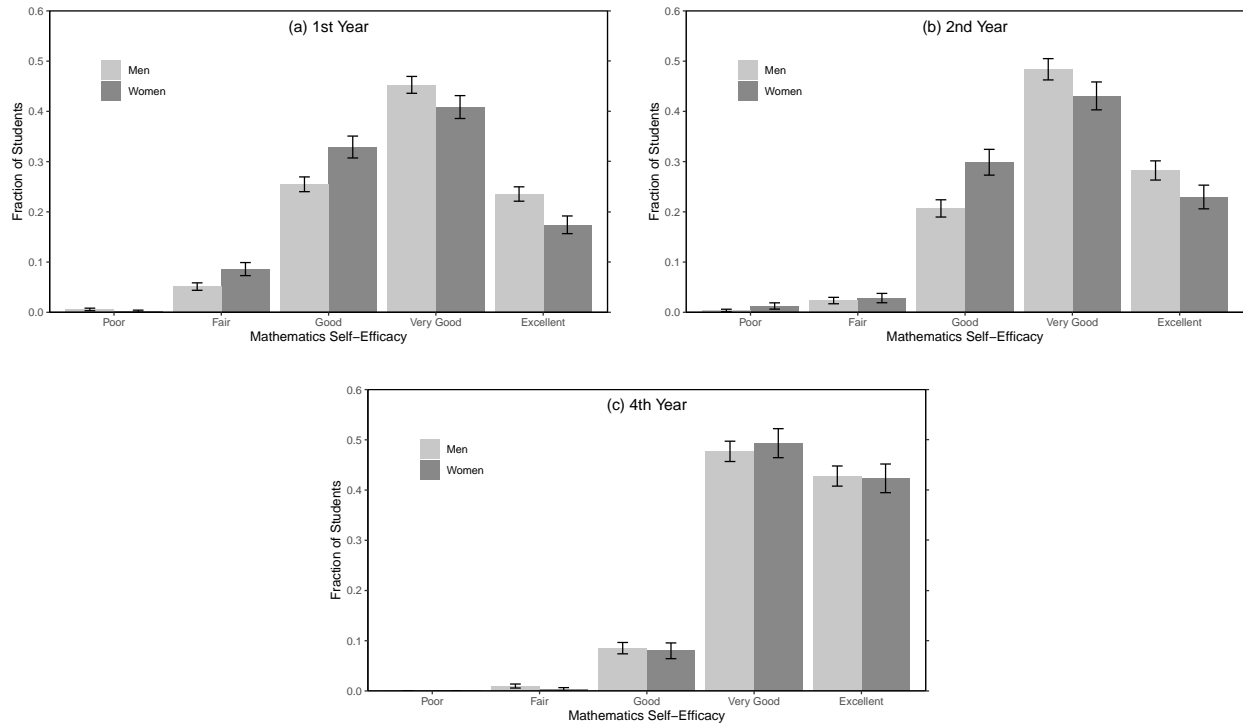 (a) 1st Year
Men
Women
Fraction of Students
0.6
0.5
0.4
0.3
0.2
0.1
0.0
Poor Fair Good Very Good Excellent
Mathematics Self−Efficacy
(b) 2nd Year
Men
Women
Fraction of Students
0.6
0.5
0.4
0.3
0.2
0.1
0.0
Poor Fair Good Very Good Excellent
Mathematics Self−Efficacy
(c) 4th Year
Men
Women
Fraction of Students
0.6
0.5
0.4
0.3
0.2
0.1
0.0
Poor Fair Good Very Good Excellent
Mathematics Self−Efficacy